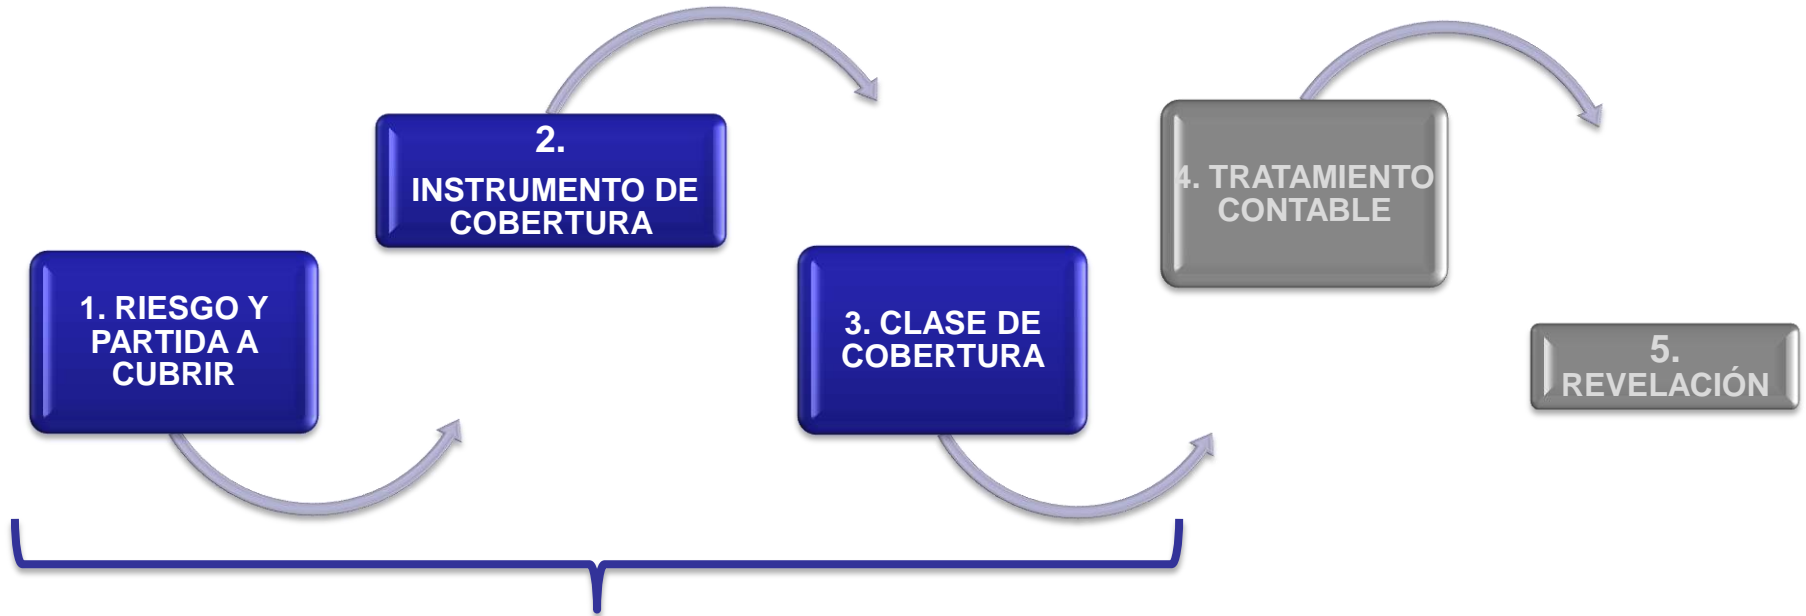 1. RIESGO Y
PARTIDA A
CUBRIR
2.
INSTRUMENTO DE
COBERTURA
3. CLASE DE
COBERTURA
4. TRATAMIENTO
CONTABLE
5.
REVELACIÓN